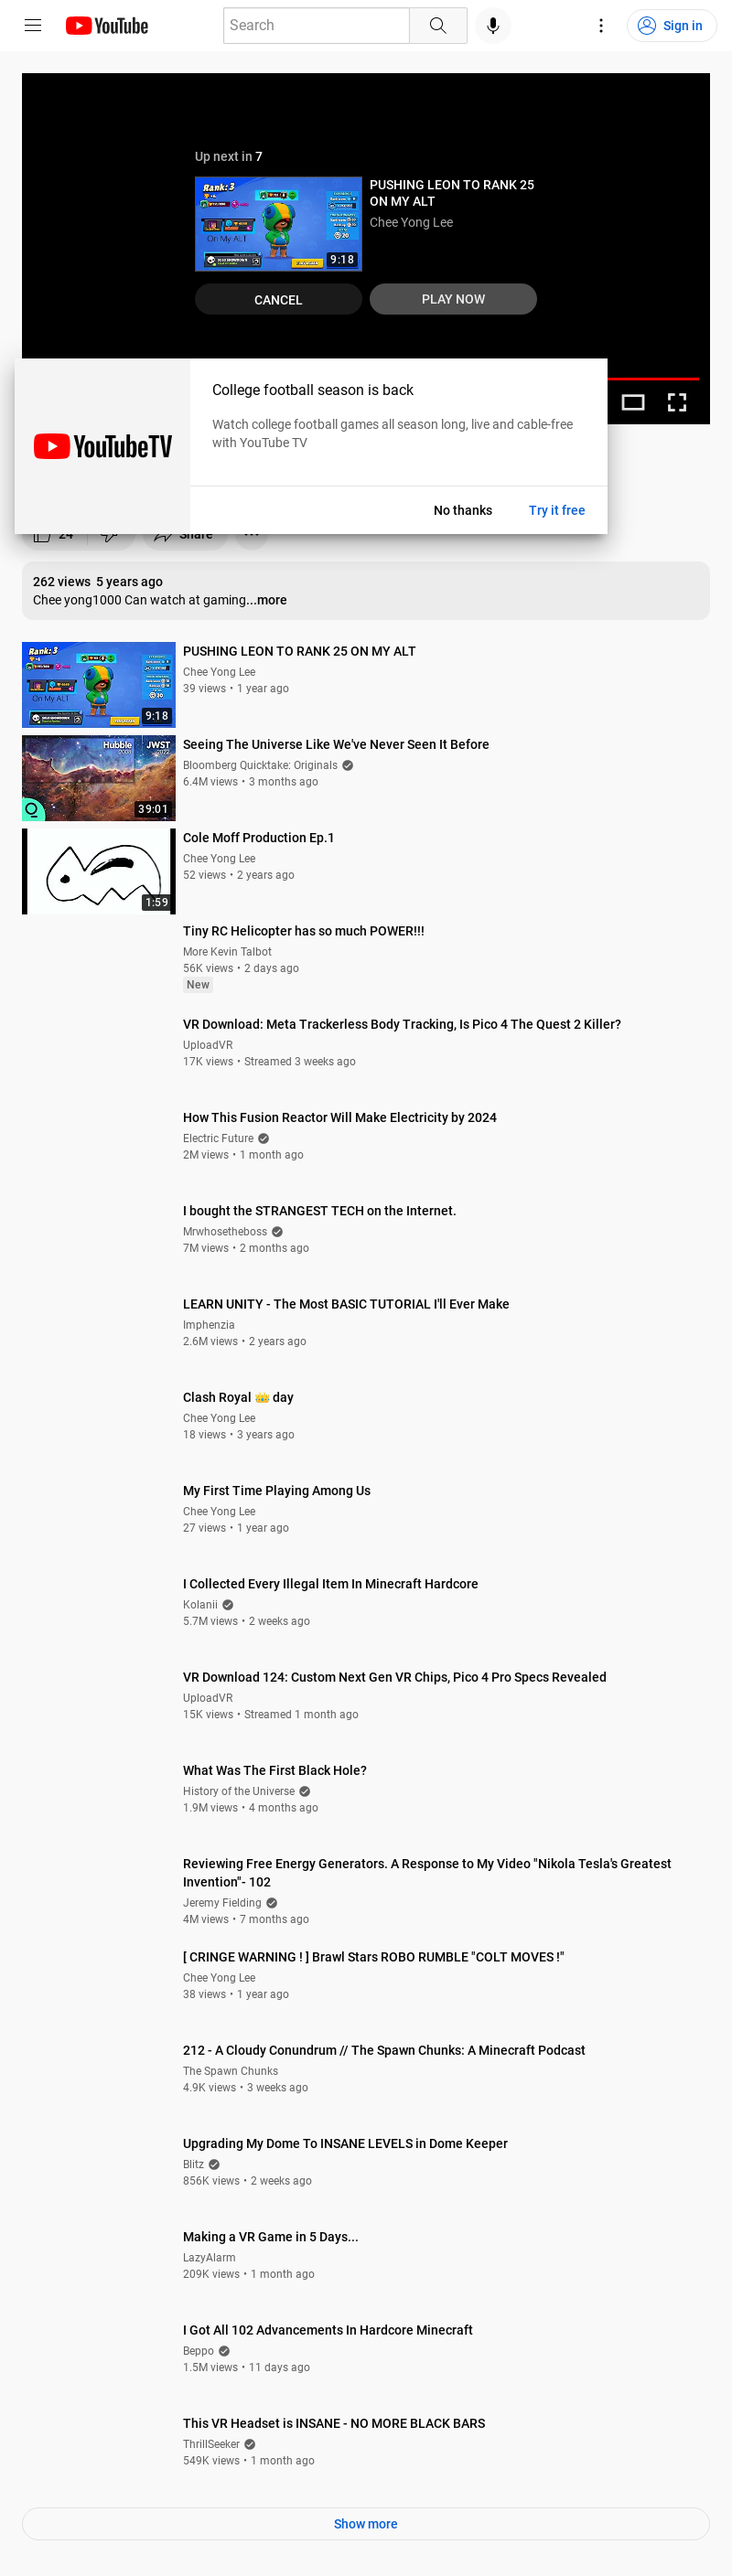 YouTube
Search
Sign in
Up next in 7
Rank: 3
On My ALT
9:18
PUSHING LEON TO RANK 25
ON MY ALT
Chee Yong Lee
CANCEL
PLAY NOW
YouTubeTV
College football season is back
Watch college football games all season long, live and cable-free
with YouTube TV
No thanks
Try it free
24
Share
262 views 5 years ago
Chee yong1000 Can watch at gaming...more
Rank: 3
On My ALT
9:18
PUSHING LEON TO RANK 25 ON MY ALT
Chee Yong Lee
39 views • 1 year ago
Hubble
JWST
39:01
Seeing The Universe Like We've Never Seen It Before
Bloomberg Quicktake: Originals
6.4M views • 3 months ago
1:59
Cole Moff Production Ep.1
Chee Yong Lee
52 views • 2 years ago
Tiny RC Helicopter has so much POWER!!!
More Kevin Talbot
56K views • 2 days ago
New
VR Download: Meta Trackerless Body Tracking, Is Pico 4 The Quest 2 Killer?
UploadVR
17K views • Streamed 3 weeks ago
How This Fusion Reactor Will Make Electricity by 2024
Electric Future
2M views • 1 month ago
I bought the STRANGEST TECH on the Internet.
Mrwhosetheboss
7M views • 2 months ago
LEARN UNITY - The Most BASIC TUTORIAL I'll Ever Make
Imphenzia
2.6M views • 2 years ago
Clash Royal 👑 day
Chee Yong Lee
18 views • 3 years ago
My First Time Playing Among Us
Chee Yong Lee
27 views • 1 year ago
I Collected Every Illegal Item In Minecraft Hardcore
Kolanii
5.7M views • 2 weeks ago
VR Download 124: Custom Next Gen VR Chips, Pico 4 Pro Specs Revealed
UploadVR
15K views • Streamed 1 month ago
What Was The First Black Hole?
History of the Universe
1.9M views • 4 months ago
Reviewing Free Energy Generators. A Response to My Video "Nikola Tesla's Greatest
Invention"- 102
Jeremy Fielding
4M views • 7 months ago
[ CRINGE WARNING ! ] Brawl Stars ROBO RUMBLE "COLT MOVES !"
Chee Yong Lee
38 views • 1 year ago
212 - A Cloudy Conundrum // The Spawn Chunks: A Minecraft Podcast
The Spawn Chunks
4.9K views • 3 weeks ago
Upgrading My Dome To INSANE LEVELS in Dome Keeper
Blitz
856K views • 2 weeks ago
Making a VR Game in 5 Days...
LazyAlarm
209K views • 1 month ago
I Got All 102 Advancements In Hardcore Minecraft
Beppo
1.5M views • 11 days ago
This VR Headset is INSANE - NO MORE BLACK BARS
ThrillSeeker
549K views • 1 month ago
Show more